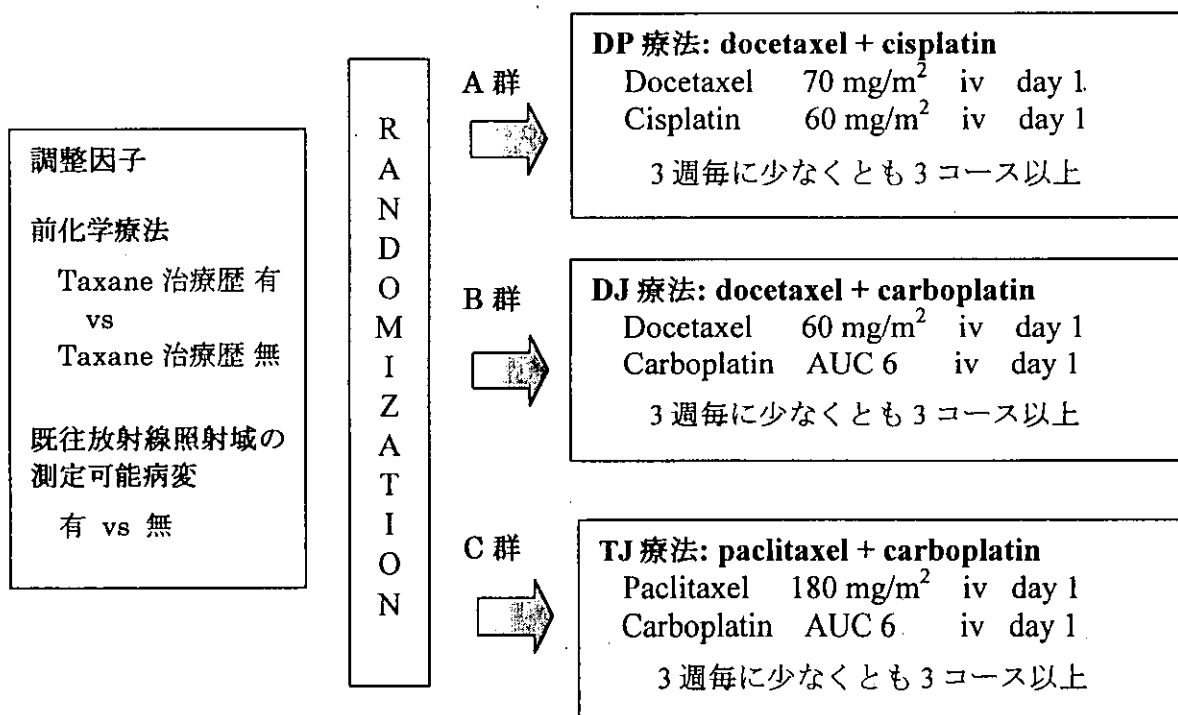 調整因子
前化学療法
Taxane 治療歴 有
vs
Taxane 治療歴 無
既往放射線照射域の
測定可能病変
有 vs 無
RANDOMIZATION
A 群
DP 療法: docetaxel + cisplatin
Docetaxel 70 mg/m² iv day 1
Cisplatin 60 mg/m² iv day 1
3 週毎に少なくとも 3 コース以上
B 群
DJ 療法: docetaxel + carboplatin
Docetaxel 60 mg/m² iv day 1
Carboplatin AUC 6 iv day 1
3 週毎に少なくとも 3 コース以上
C 群
TJ 療法: paclitaxel + carboplatin
Paclitaxel 180 mg/m² iv day 1
Carboplatin AUC 6 iv day 1
3 週毎に少なくとも 3 コース以上